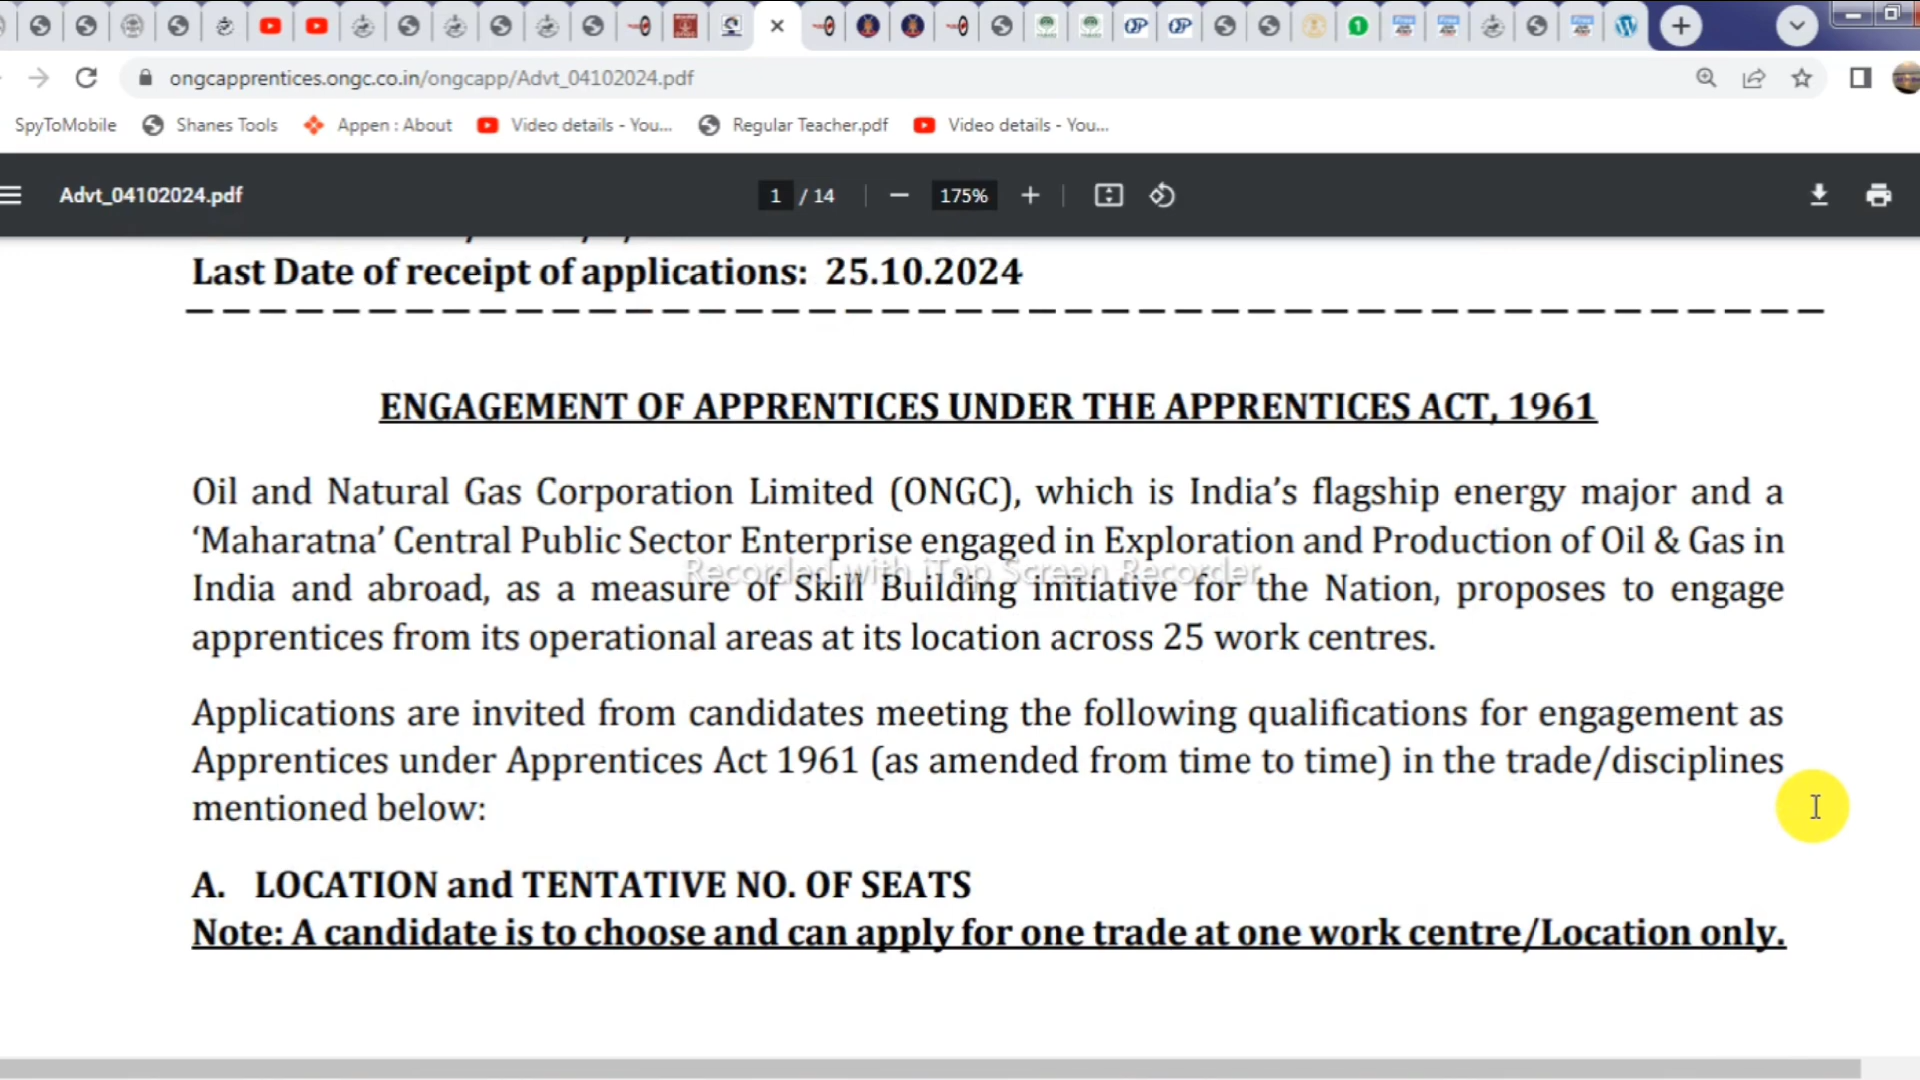 ongcapprentices.ongc.co.in/ongcapp/Advt_04102024.pdf
SpyToMobile Shanes Tools Appen : About Video details - You... Regular Teacher.pdf Video details - You...
Advt_04102024.pdf 1 / 14 175%
Last Date of receipt of applications: 25.10.2024
ENGAGEMENT OF APPRENTICES UNDER THE APPRENTICES ACT, 1961
Oil and Natural Gas Corporation Limited (ONGC), which is India’s flagship energy major and a
‘Maharatna’ Central Public Sector Enterprise engaged in Exploration and Production of Oil & Gas in
Recorded with iTop Screen Recorder
India and abroad, as a measure of Skill Building initiative for the Nation, proposes to engage
apprentices from its operational areas at its location across 25 work centres.
Applications are invited from candidates meeting the following qualifications for engagement as
Apprentices under Apprentices Act 1961 (as amended from time to time) in the trade/disciplines
mentioned below:
A. LOCATION and TENTATIVE NO. OF SEATS
Note: A candidate is to choose and can apply for one trade at one work centre/Location only.